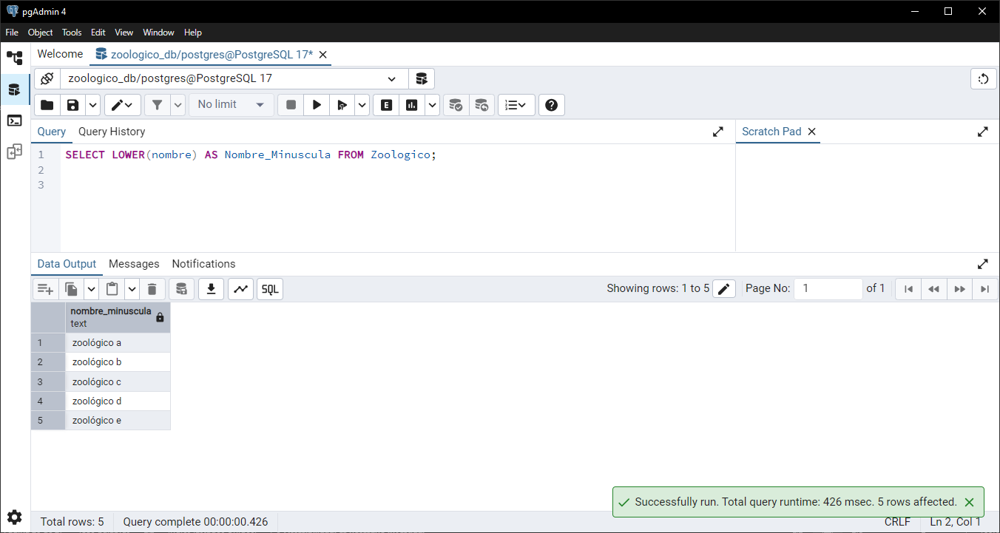 pgAdmin 4
File Object Tools Edit View Window Help
Welcome zoologico_db/postgres@PostgreSQL 17*
zoologico_db/postgres@PostgreSQL 17
No limit
E
Query Query History
Scratch Pad
1 SELECT LOWER(nombre) AS Nombre_Minuscula FROM Zoologico;
2
3
Data Output Messages Notifications
SQL Showing rows: 1 to 5 Page No: 1 of 1
nombre_minuscula
text
1 zoológico a
2 zoológico b
3 zoológico c
4 zoológico d
5 zoológico e
Successfully run. Total query runtime: 426 msec. 5 rows affected.
Total rows: 5 Query complete 00:00:00.426 CRLF Ln 2, Col 1